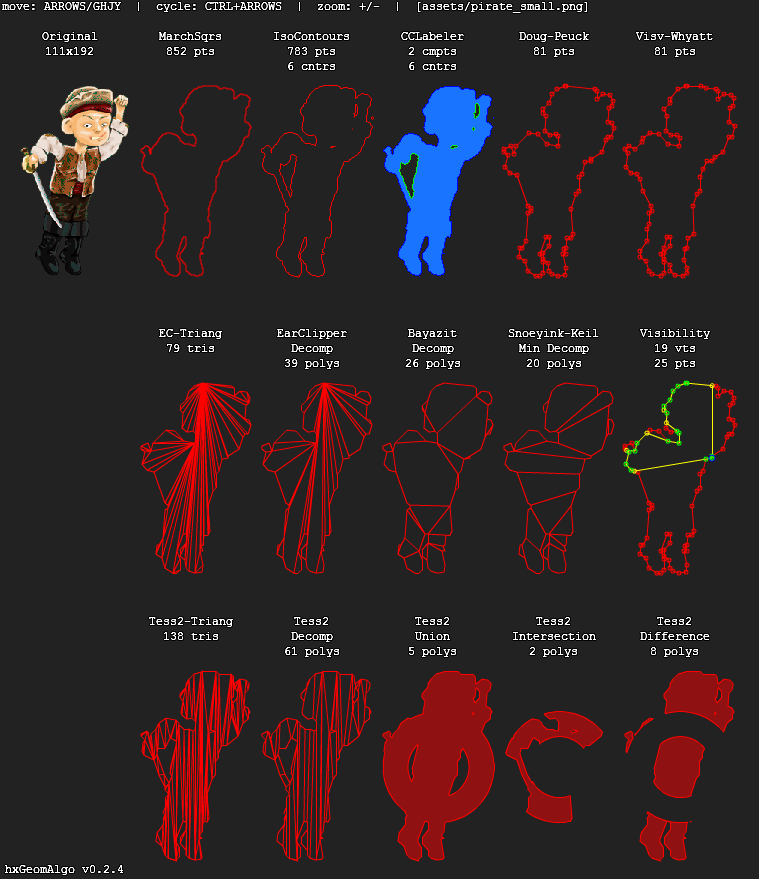 move: ARROWS/GHJY  |  cycle: CTRL+ARROWS  |  zoom: +/-  |  [assets/pirate_small.png]
Original
111x192
MarchSqrs
852 pts
IsoContours
783 pts
6 cntrs
CCLabeler
2 cmpts
6 cntrs
Doug-Peuck
81 pts
Visv-Whyatt
81 pts
EC-Triang
79 tris
EarClipper
Decomp
39 polys
Bayazit
Decomp
26 polys
Snoeyink-Keil
Min Decomp
20 polys
Visibility
19 vts
25 pts
Tess2-Triang
138 tris
Tess2
Decomp
61 polys
Tess2
Union
5 polys
Tess2
Intersection
2 polys
Tess2
Difference
8 polys
hxGeomAlgo v0.2.4